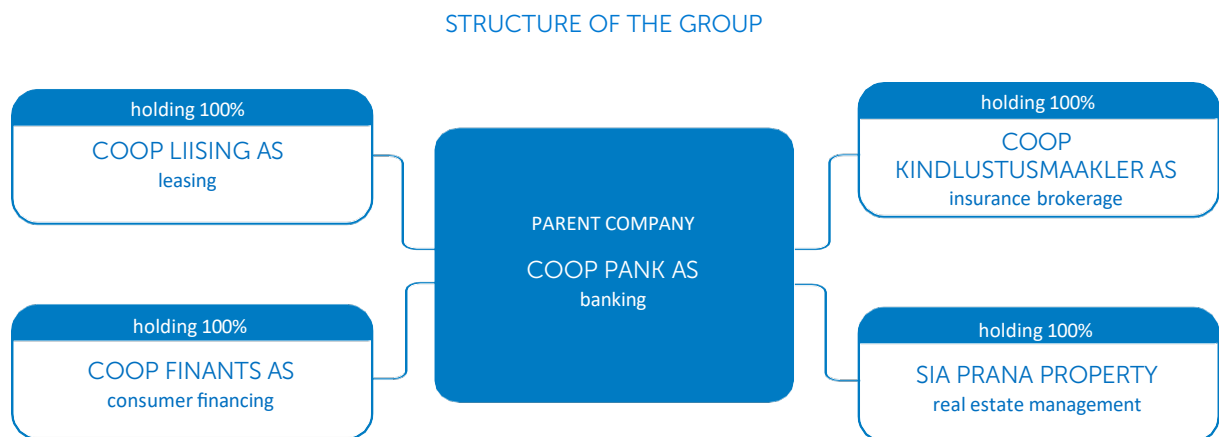 STRUCTURE OF THE GROUP
holding 100%
COOP LIISING AS
leasing
holding 100%
COOP FINANTS AS
consumer financing
PARENT COMPANY
COOP PANK AS
banking
holding 100%
COOP
KINDLUSTUSMAAKLER AS
insurance brokerage
holding 100%
SIA PRANA PROPERTY
real estate management